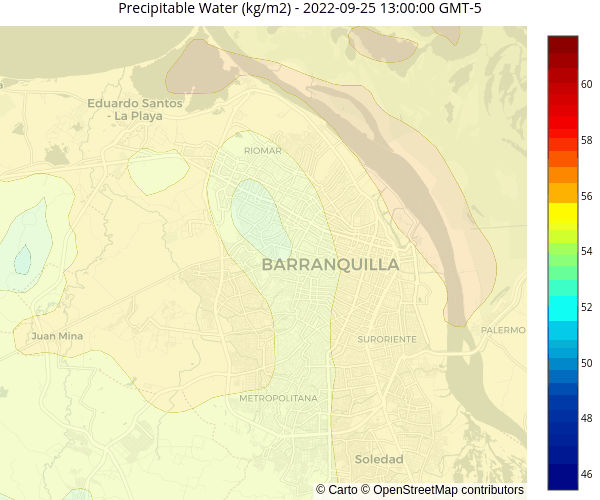 Precipitable Water (kg/m2) - 2022-09-25 13:00:00 GMT-5
Eduardo Santos
- La Playa
RIOMAR
BARRANQUILLA
Juan Mina
SURORIENTE
PALERMO
METROPOLITANA
Soledad
© Carto © OpenStreetMap contributors
60
58
56
54
52
50
48
46